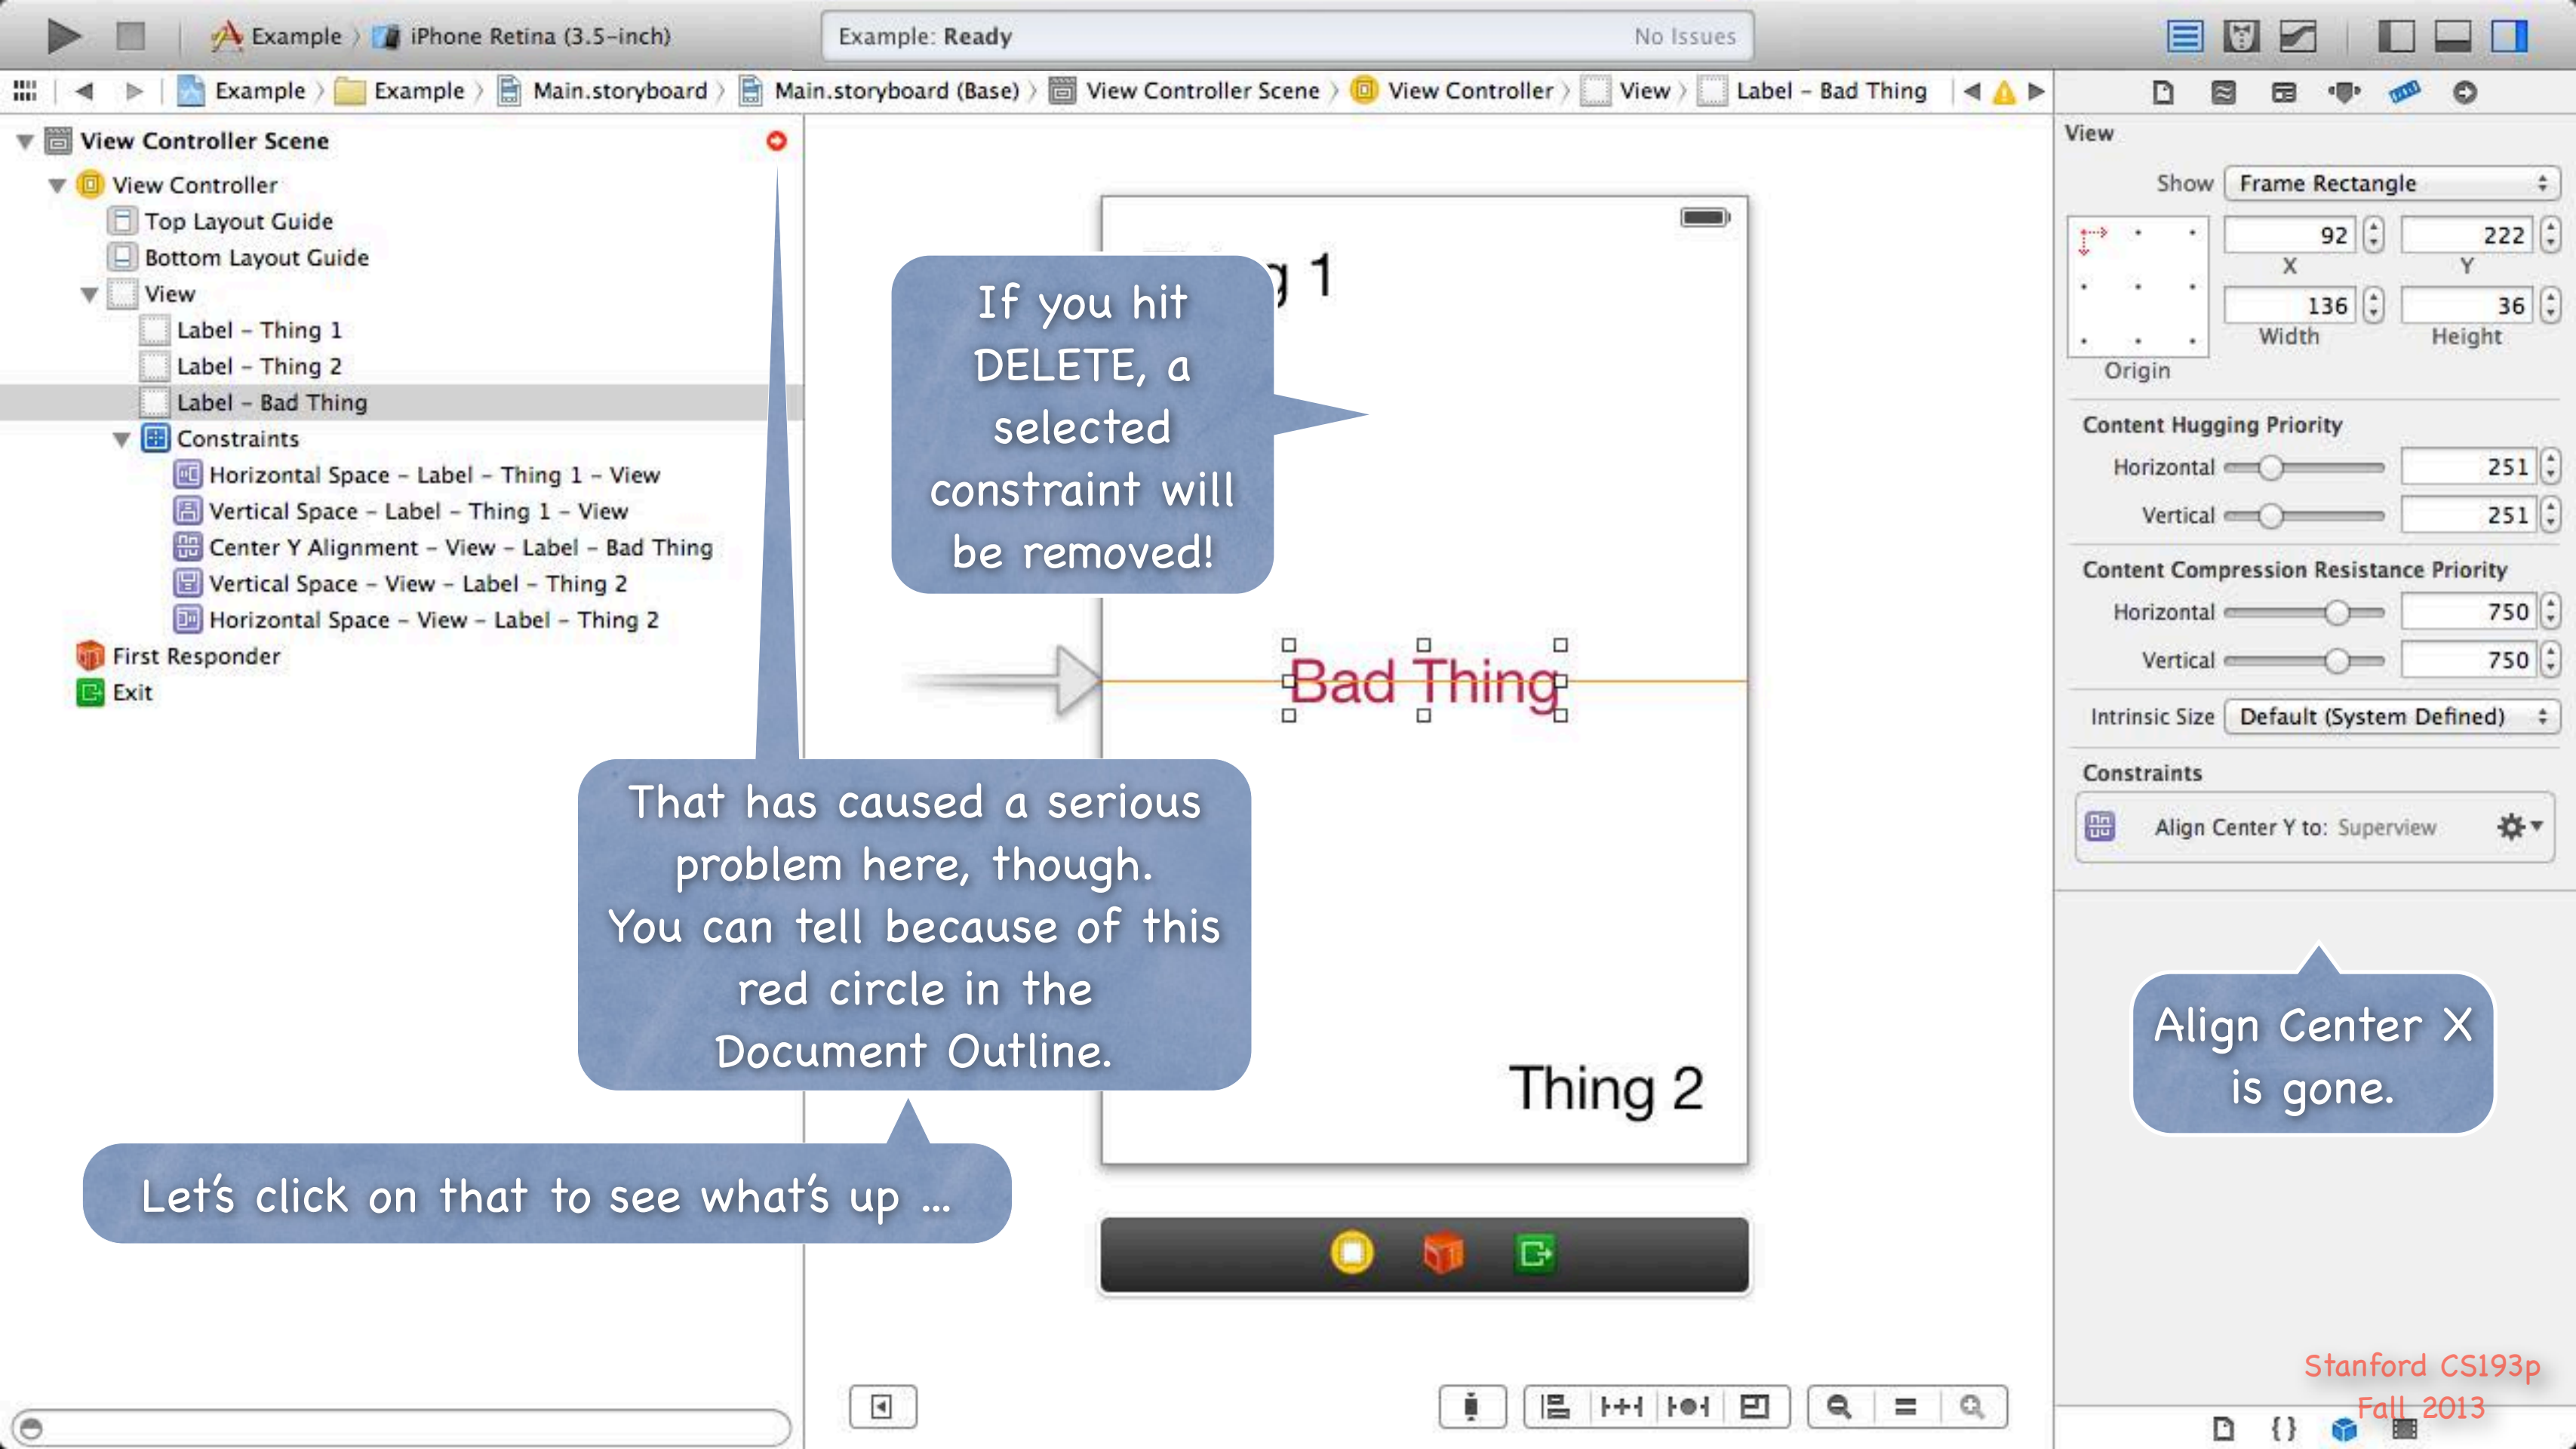 Example
iPhone Retina (3.5-inch)
Example: Ready
No Issues
Example
Example
Main.storyboard
Main.storyboard (Base)
View Controller Scene
View Controller
View
Label - Bad Thing
View Controller Scene
View Controller
Top Layout Guide
Bottom Layout Guide
View
Label - Thing 1
Label - Thing 2
Label - Bad Thing
Constraints
Horizontal Space - Label - Thing 1 - View
Vertical Space - Label - Thing 1 - View
Center Y Alignment - View - Label - Bad Thing
Vertical Space - View - Label - Thing 2
Horizontal Space - View - Label - Thing 2
First Responder
Exit
g 1
If you hit
DELETE, a
selected
constraint will
be removed!
Bad Thing
That has caused a serious
problem here, though.
You can tell because of this
red circle in the
Document Outline.
Let's click on that to see what's up ...
Thing 2
View
Show
Frame Rectangle
92
222
X
Y
136
36
Width
Height
Origin
Content Hugging Priority
Horizontal
251
Vertical
251
Content Compression Resistance Priority
Horizontal
750
Vertical
750
Intrinsic Size
Default (System Defined)
Constraints
Align Center Y to: Superview
Align Center X
is gone.
Stanford CS193p
Fall 2013
{}